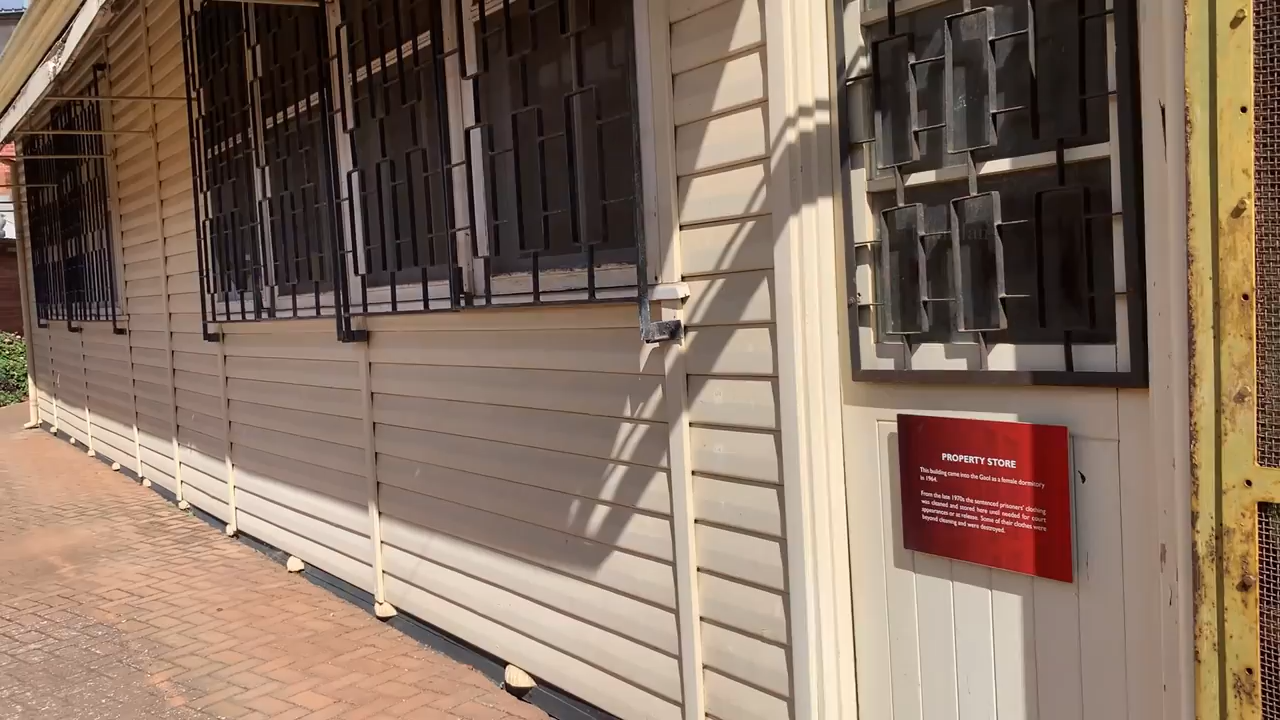 PROPERTY STORE
This building came into the Gaol as a female dormitory
in 1964.
From the late 1970s the sentenced prisoners' clothing
was cleaned and stored here until needed for court
appearances or at release. Some of their clothes were
beyond cleaning and were destroyed.